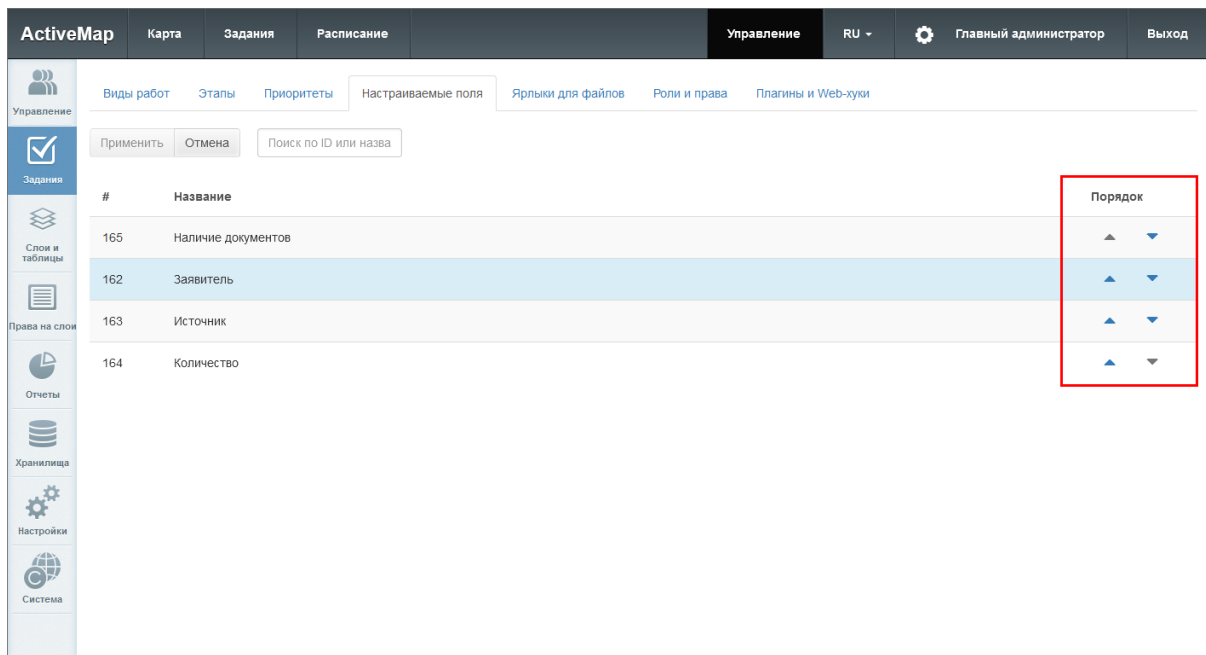 ActiveMap Карта Задания Расписание Управление RU Главный администратор Выход
Управление
Задания
Слои и
таблицы
Права на слои
Отчеты
Хранилища
Настройки
Система
Виды работ Этапы Приоритеты Настраиваемые поля Ярлыки для файлов Роли и права Плагины и Web-хуки
Применить Отмена Поиск по ID или назва
# Название Порядок
165 Наличие документов
162 Заявитель
163 Источник
164 Количество